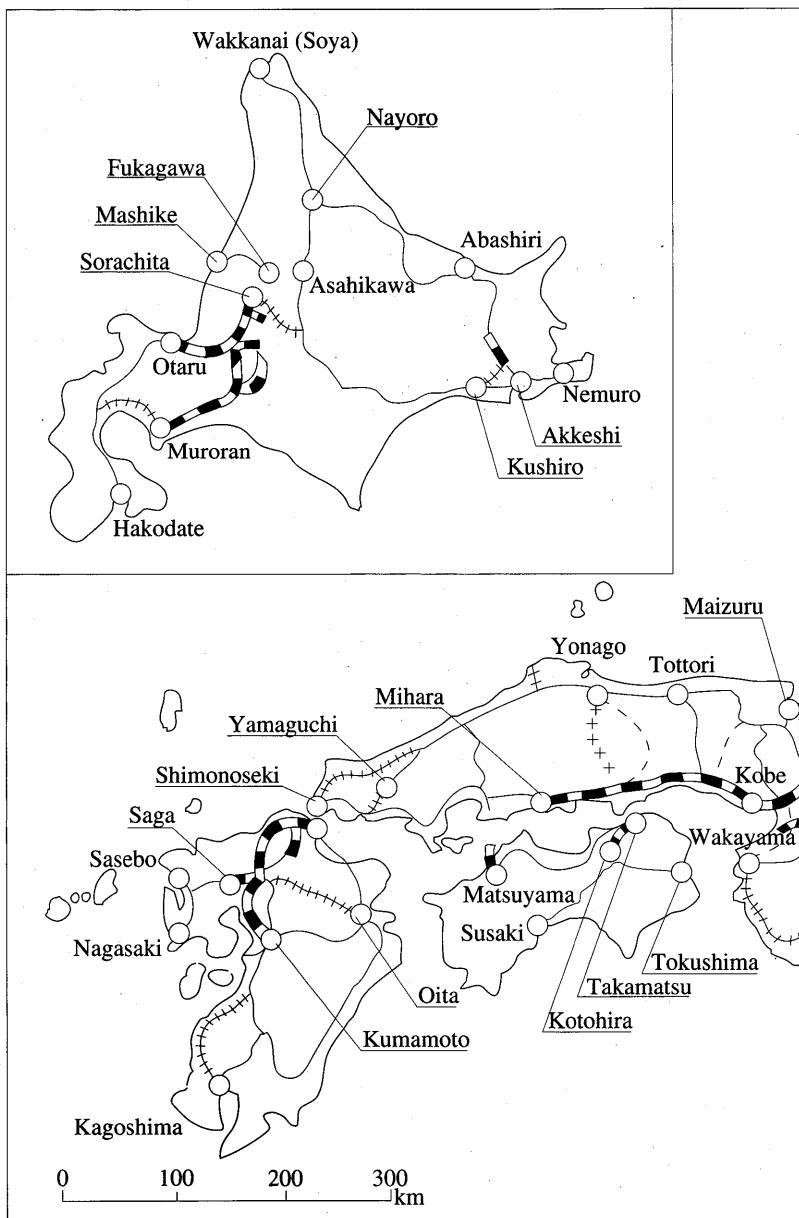 Wakkanai (Soya)
Nayoro
Fukagawa
Mashike
Abashiri
Sorachita
Asahikawa
Otaru
Nemuro
Akkeshi
Muroran
Kushiro
Hakodate
Maizuru
Yonago
Tottori
Mihara
Yamaguchi
Shimonoseki
Kobe
Saga
Wakayama
Sasebo
Matsuyama
Susaki
Nagasaki
Tokushima
Oita
Takamatsu
Kotohira
Kumamoto
Kagoshima
0 100 200 300
km